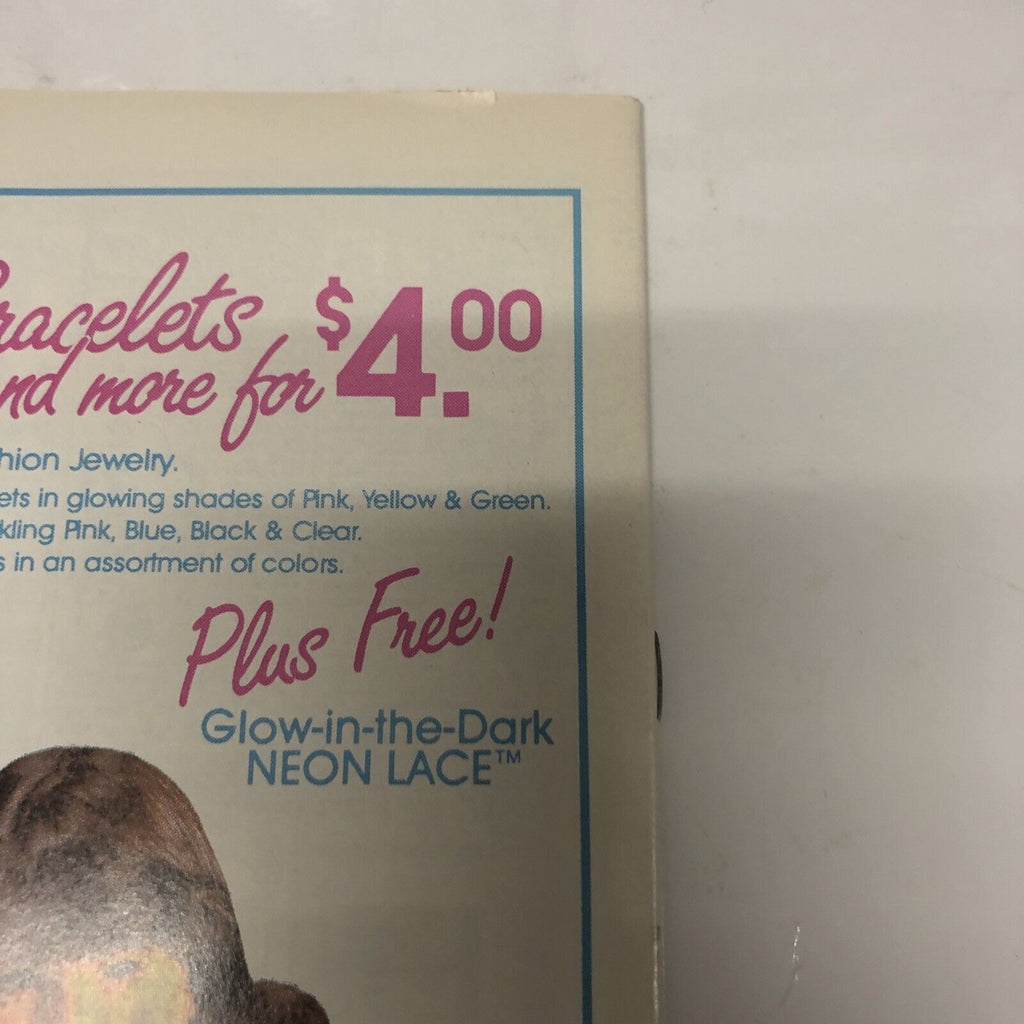 racelets $4.00
nd more for
hion Jewelry.
ets in glowing shades of Pink, Yellow & Green.
kling Pink, Blue, Black & Clear.
s in an assortment of colors.
Plus Free!
Glow-in-the-Dark
NEON LACE™